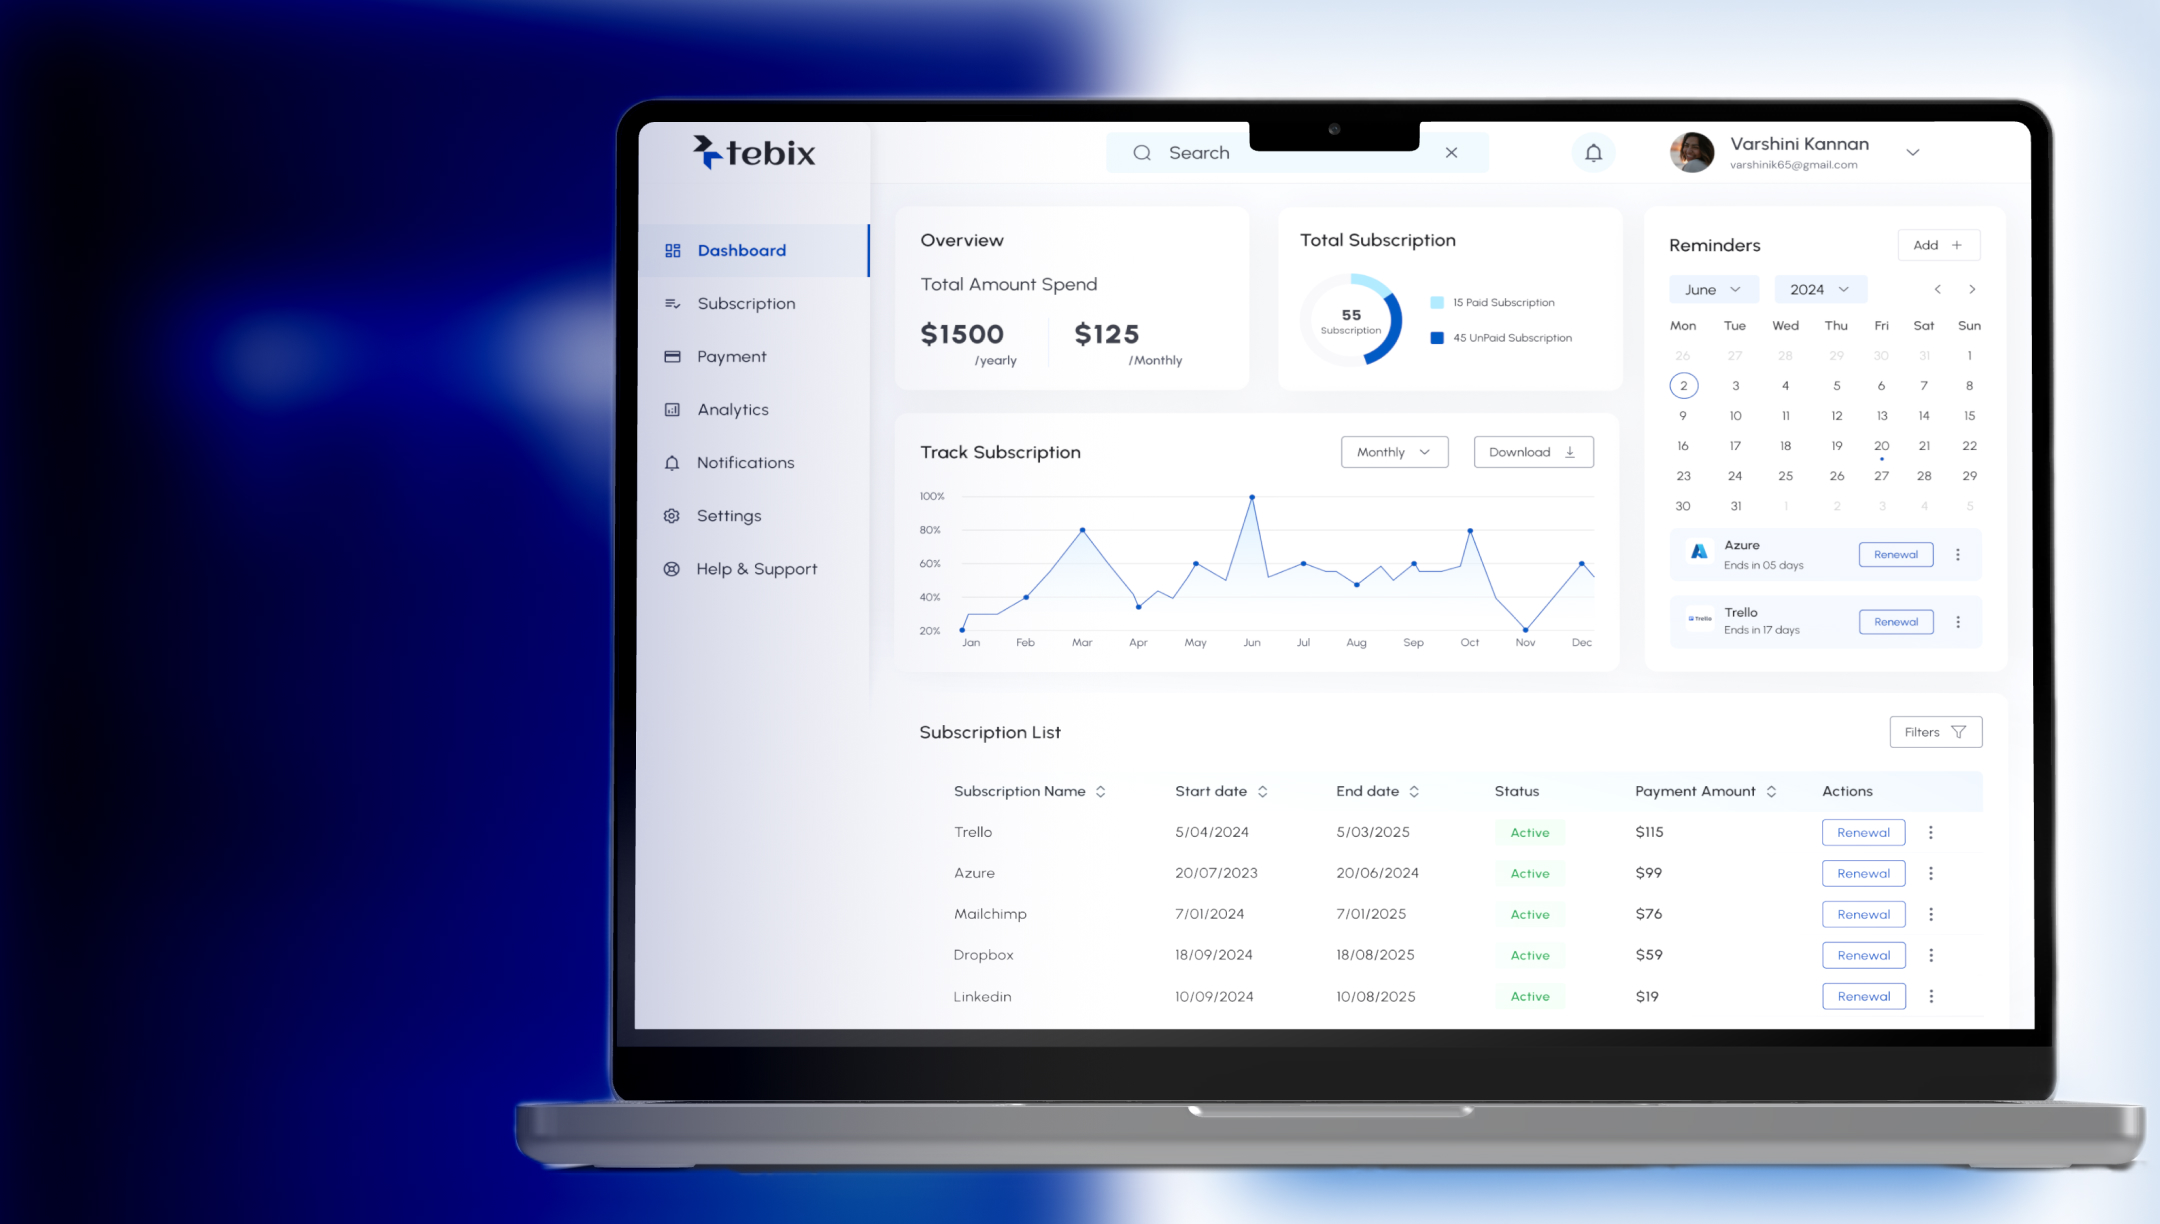 tebix
Search
Varshini Kannan
varshinik65@gmail.com
Dashboard
Subscription
Payment
Analytics
Notifications
Settings
Help & Support
Overview
Total Amount Spend
$1500 /yearly
$125 /Monthly
Total Subscription
55
Subscription
15 Paid Subscription
45 UnPaid Subscription
Reminders
Add +
June 2024
Mon Tue Wed Thu Fri Sat Sun
26 27 28 29 30 31 1
2 3 4 5 6 7 8
9 10 11 12 13 14 15
16 17 18 19 20 21 22
23 24 25 26 27 28 29
30 31 1 2 3 4 5
Azure
Ends in 05 days
Renewal
Trello
Trello
Ends in 17 days
Renewal
Track Subscription
Monthly
Download
100%
80%
60%
40%
20%
Jan Feb Mar Apr May Jun Jul Aug Sep Oct Nov Dec
Subscription List
Filters
Subscription Name Start date End date Status Payment Amount Actions
Trello 5/04/2024 5/03/2025 Active $115 Renewal
Azure 20/07/2023 20/06/2024 Active $99 Renewal
Mailchimp 7/01/2024 7/01/2025 Active $76 Renewal
Dropbox 18/09/2024 18/08/2025 Active $59 Renewal
Linkedin 10/09/2024 10/08/2025 Active $19 Renewal